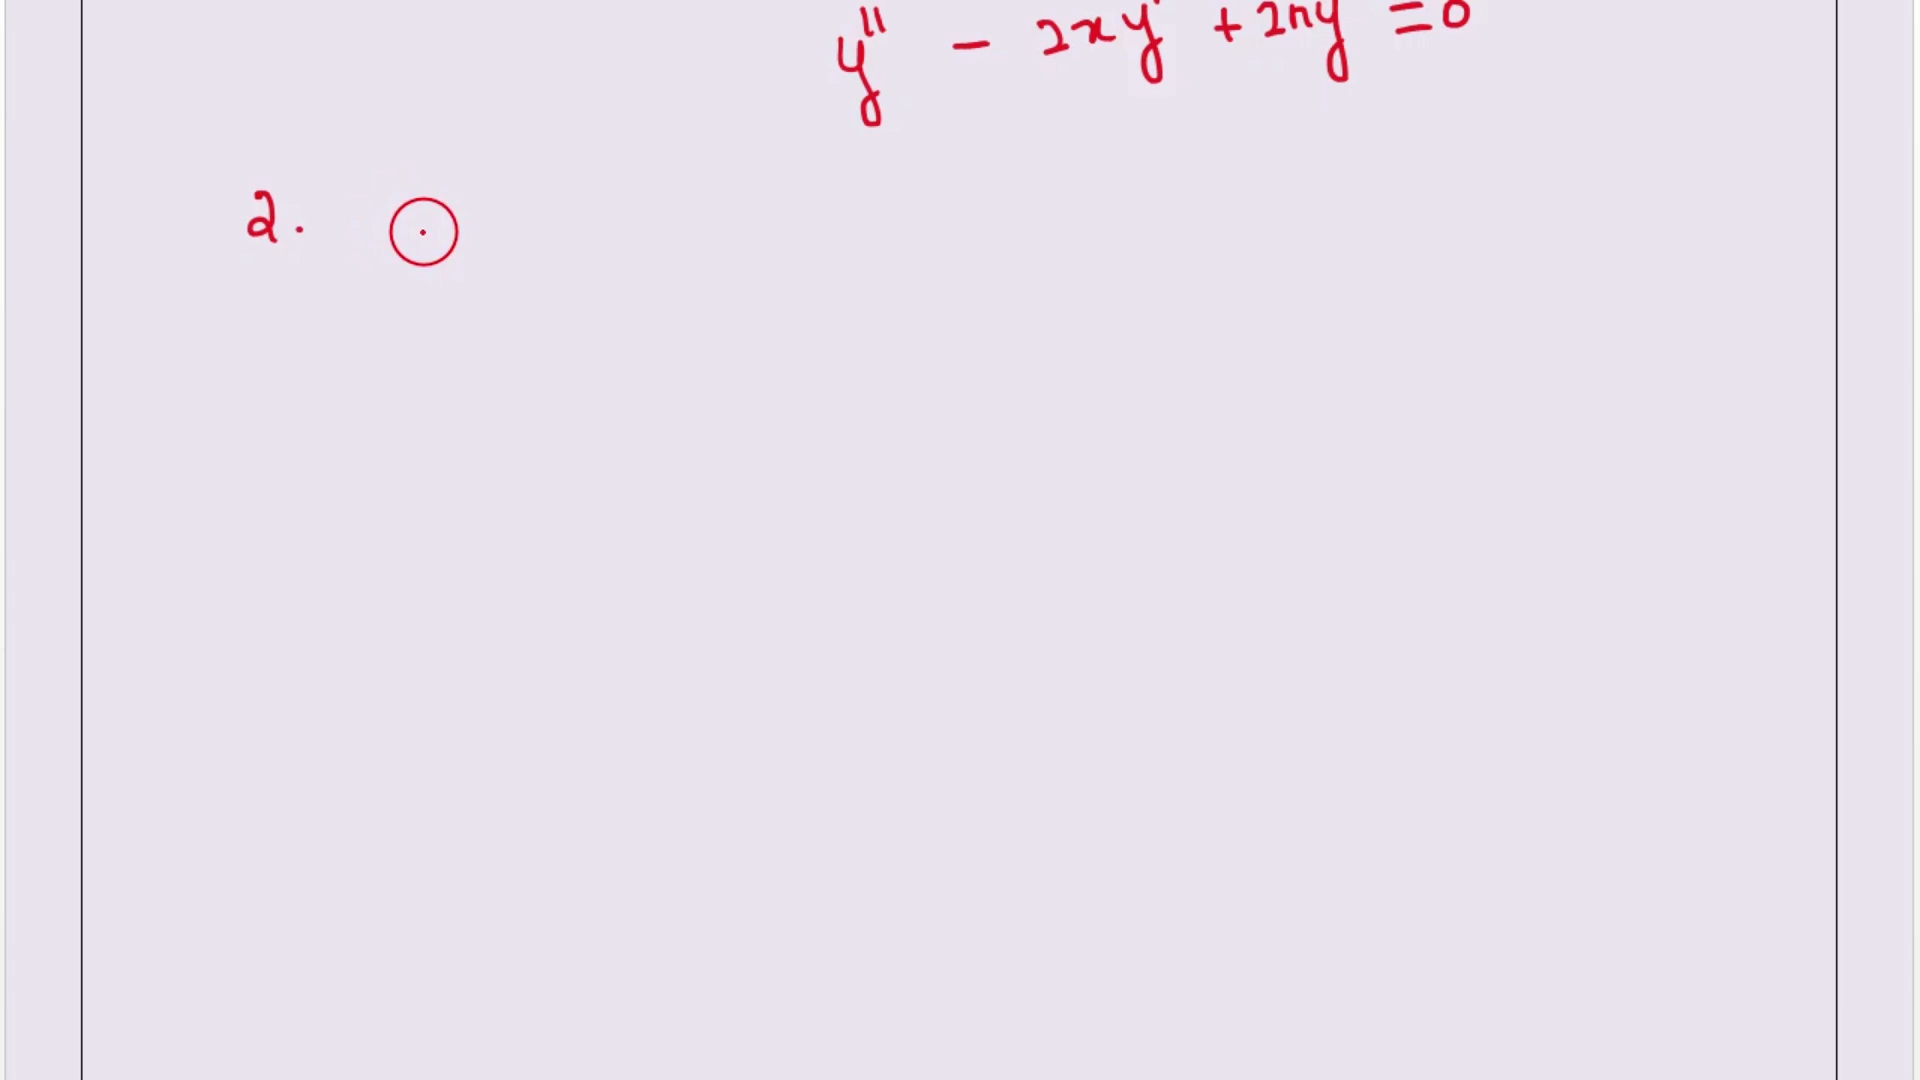 y'' - 2xy' + 2ny = 0
2.